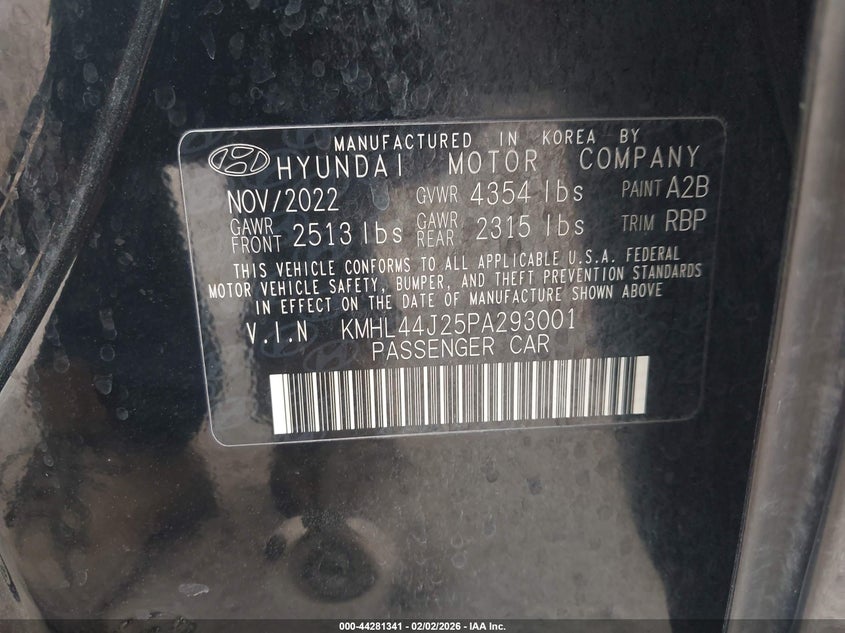 MANUFACTURED IN KOREA BY
HYUNDAI MOTOR COMPANY
NOV/2022 GVWR 4354 lbs PAINT A2B
GAWR FRONT 2513 lbs GAWR REAR 2315 lbs TRIM RBP
THIS VEHICLE CONFORMS TO ALL APPLICABLE U.S.A. FEDERAL
MOTOR VEHICLE SAFETY, BUMPER, AND THEFT PREVENTION STANDARDS
IN EFFECT ON THE DATE OF MANUFACTURE SHOWN ABOVE
V.I.N KMHL44J25PA293001
PASSENGER CAR
000-44281341 - 02/02/2026 - IAA Inc.